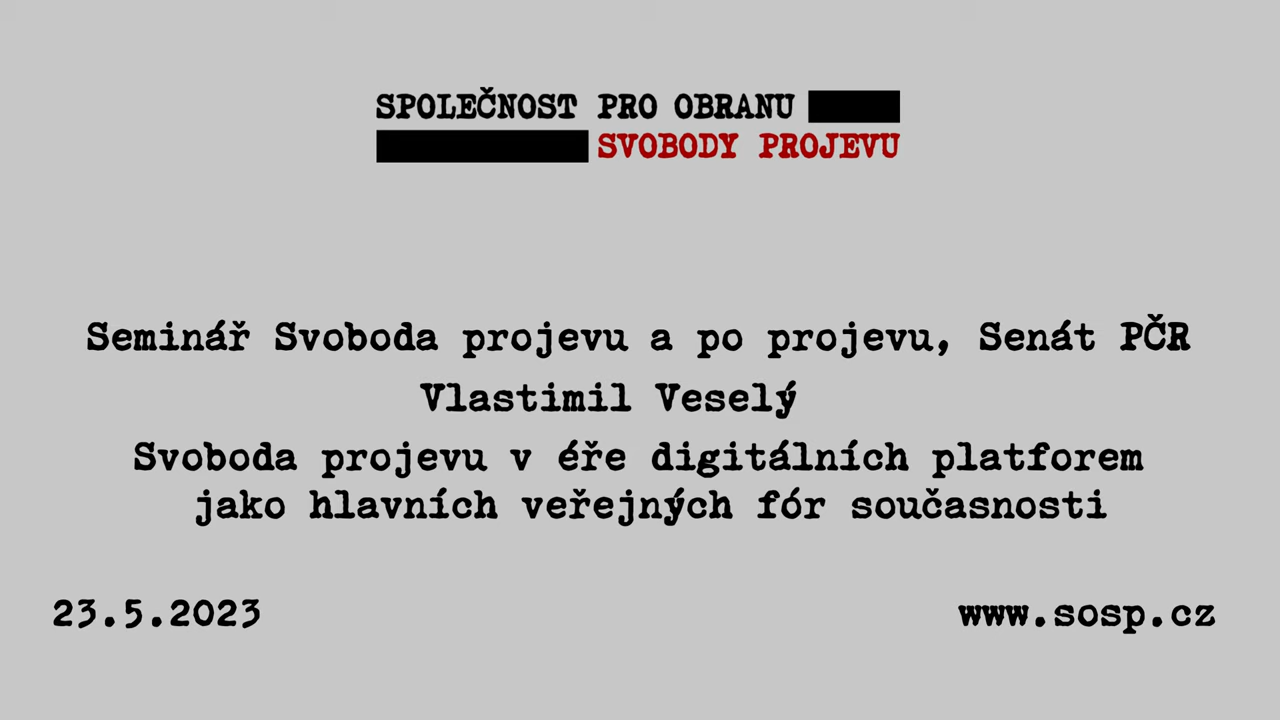 SPOLEČNOST PRO OBRANU
SVOBODY PROJEVU
Seminář Svoboda projevu a po projevu, Senát PČR
Vlastimil Veselý
Svoboda projevu v éře digitálních platforem
jako hlavních veřejných fór současnosti
23.5.2023
www.sosp.cz